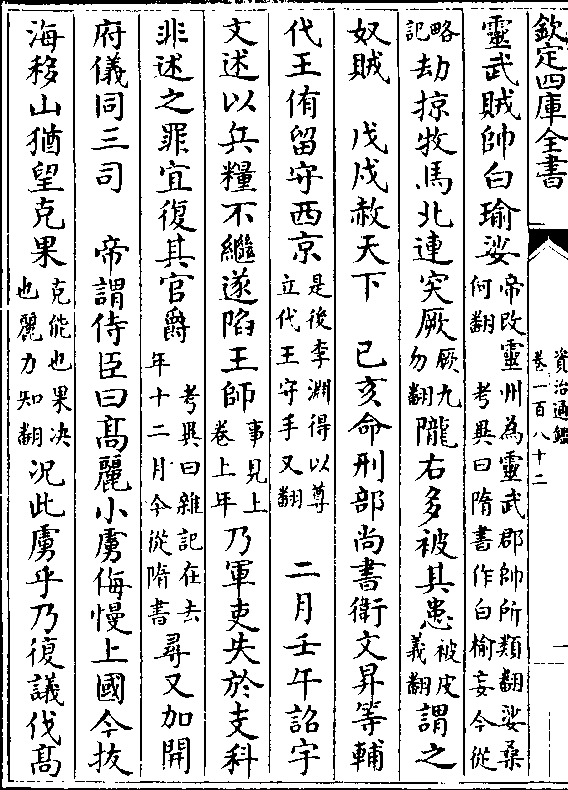 欽定四庫全書
資治通鑑
卷一百八十二
一
靈武賊帥白瑜娑帝改靈州為靈武郡帥所類翻娑桑何翻 考異曰隋書作白榆妄今從
略記劫掠牧馬北連突厥厥九勿翻隴右多被其患被皮義翻謂之
奴賊 戊戌赦天下 己亥命刑部尚書衛文昇等輔
代王侑留守西京是後李淵得以尊立代王守手又翻 二月壬午詔宇
文述以兵糧不繼遂陷王師事見上卷上年乃軍吏失於支科
非述之罪宜復其官爵考異曰雜記在去年十二月今從隋書尋又加開
府儀同三司 帝謂侍臣曰高麗小虜侮慢上國今拔
海移山猶望克果克能也果决也麗力知翻況此虜乎乃復議伐高